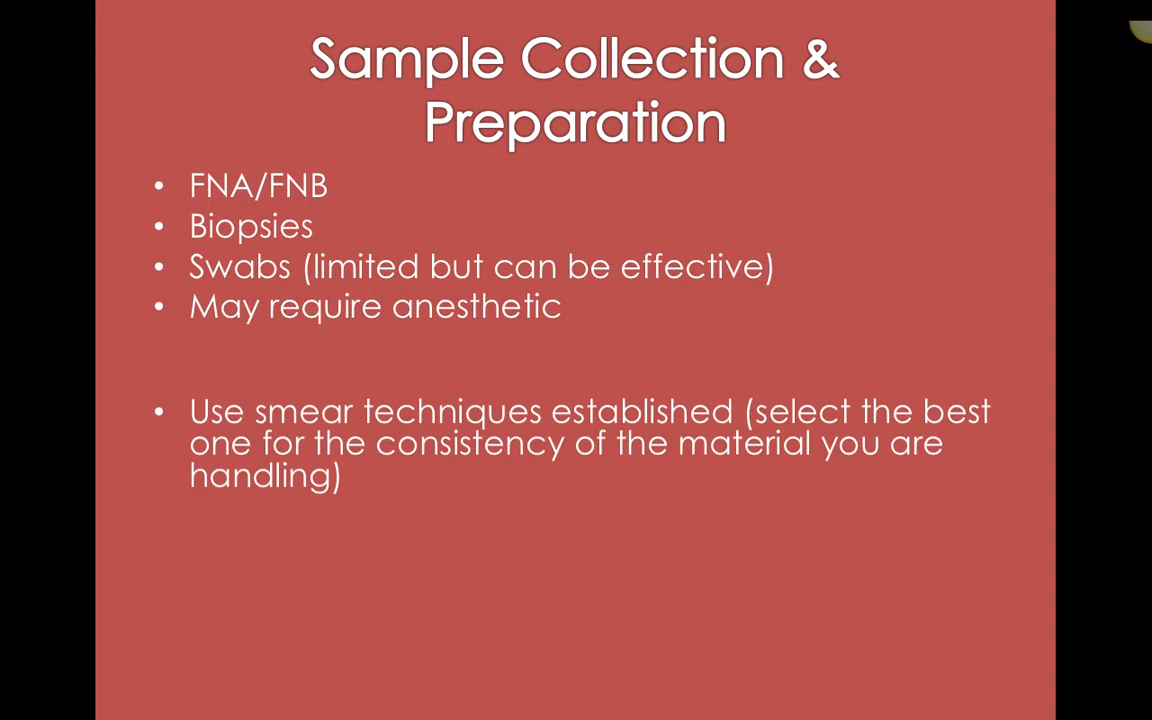 Sample Collection &
Preparation
• FNA/FNB
• Biopsies
• Swabs (limited but can be effective)
• May require anesthetic
• Use smear techniques established (select the best
one for the consistency of the material you are
handling)